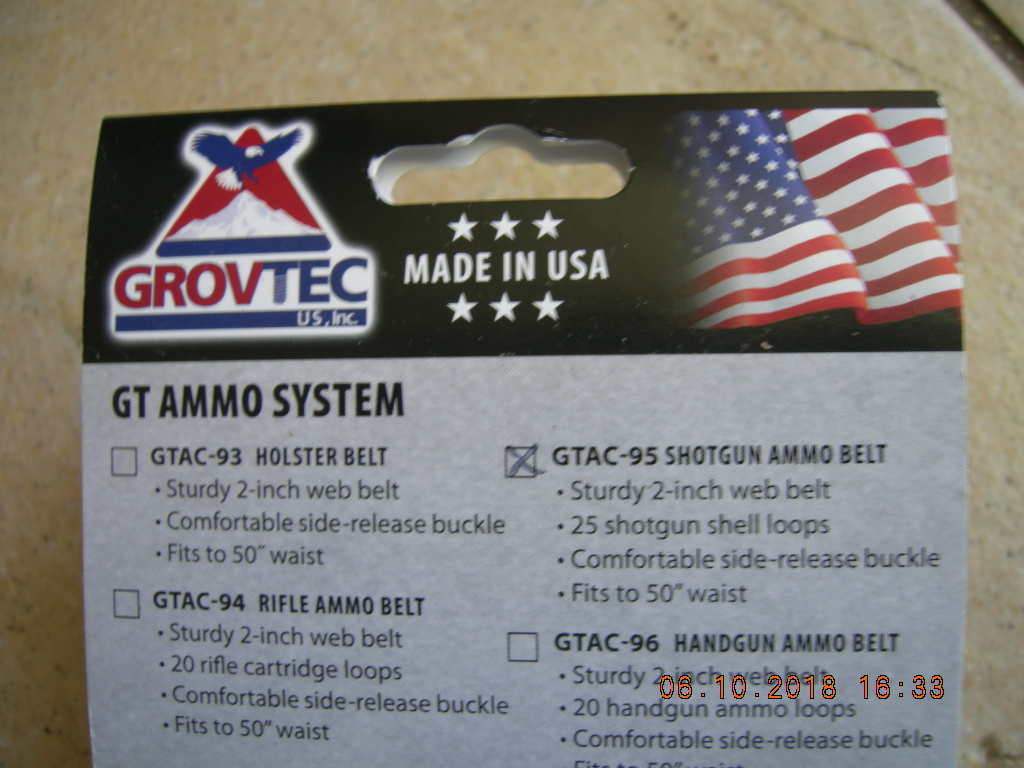 GROVTEC
US, Inc.
MADE IN USA
GT AMMO SYSTEM
GTAC-93 HOLSTER BELT
• Sturdy 2-inch web belt
• Comfortable side-release buckle
• Fits to 50" waist
GTAC-94 RIFLE AMMO BELT
• Sturdy 2-inch web belt
• 20 rifle cartridge loops
• Comfortable side-release buckle
• Fits to 50" waist
GTAC-95 SHOTGUN AMMO BELT
• Sturdy 2-inch web belt
• 25 shotgun shell loops
• Comfortable side-release buckle
• Fits to 50" waist
GTAC-96 HANDGUN AMMO BELT
• Sturdy 2-inch web belt
• 20 handgun ammo loops
• Comfortable side-release buckle
06.10.2018 16:33